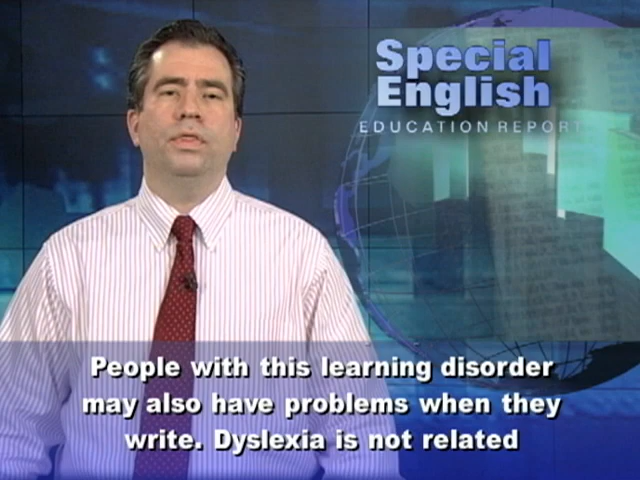 Special
English
EDUCATION REPORT
People with this learning disorder
may also have problems when they
write. Dyslexia is not related